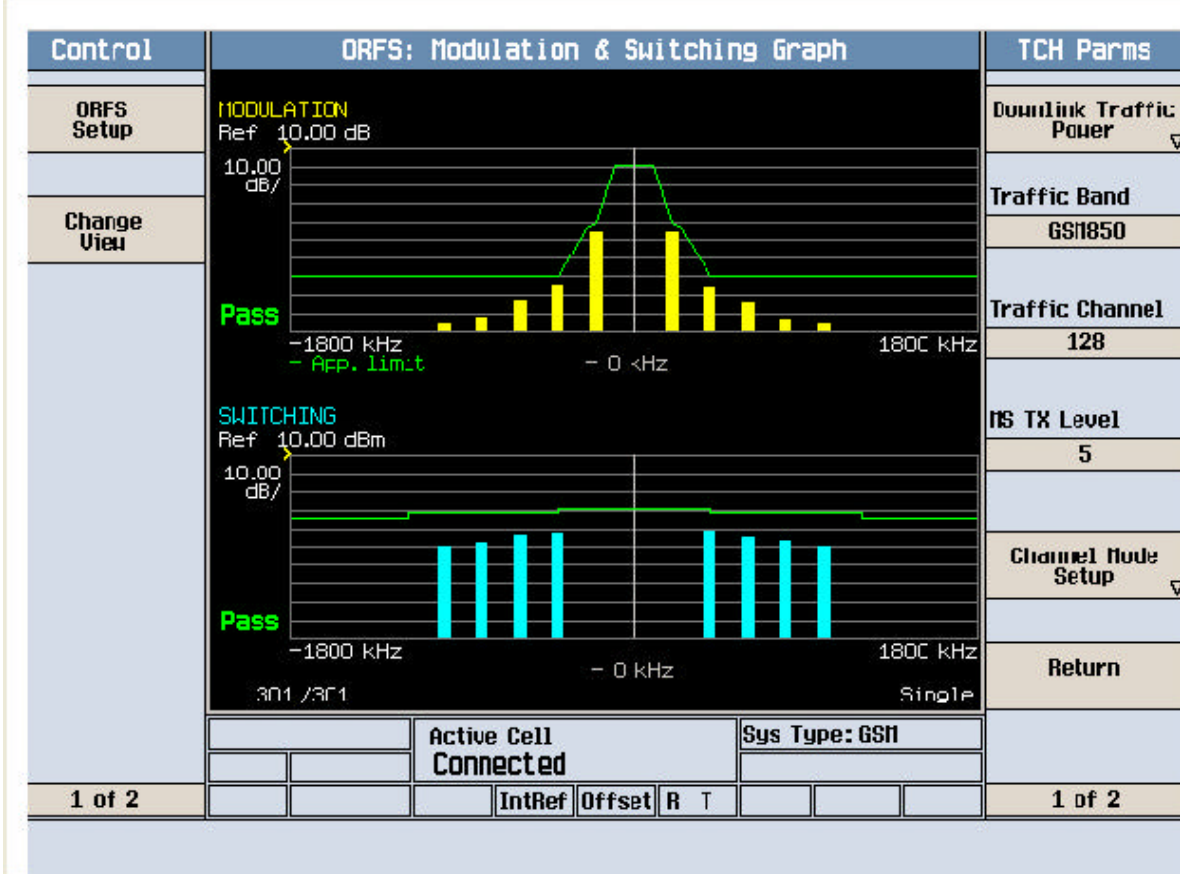 Control
ORFS: Modulation & Switching Graph
TCH Parms
ORFS
Setup
Change
View
1 of 2
MODULATION
Ref 10.00 dB
10.00
dB/
Pass
-1800 kHz
1800 kHz
- App. limit
- 0 kHz
SWITCHING
Ref 10.00 dBm
10.00
dB/
Pass
-1800 kHz
1800 kHz
- 0 kHz
301 /301
Single
Active Cell
Connected
Sys Type: GSM
IntRef
Offset
R T
Downlink Traffic
Power
Traffic Band
GSM850
Traffic Channel
128
MS TX Level
5
Channel Mode
Setup
Return
1 of 2